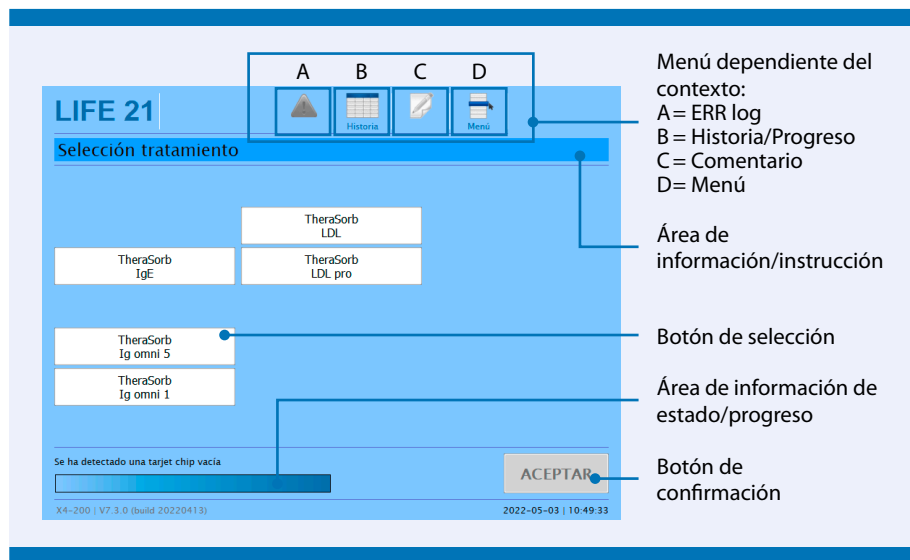 A B C D
LIFE 21
Historia
Menú
Selección tratamiento
TheraSorb
LDL
TheraSorb
IgE
TheraSorb
LDL pro
TheraSorb
Ig omni 5
TheraSorb
Ig omni 1
Se ha detectado una tarjet chip vacía
ACEPTAR
X4-200 | V7.3.0 (build 20220413)
2022-05-03 | 10:49:33
Menú dependiente del
contexto:
A= ERR log
B= Historia/Progreso
C= Comentario
D= Menú
Área de
información/instrucción
Botón de selección
Área de información de
estado/progreso
Botón de
confirmación